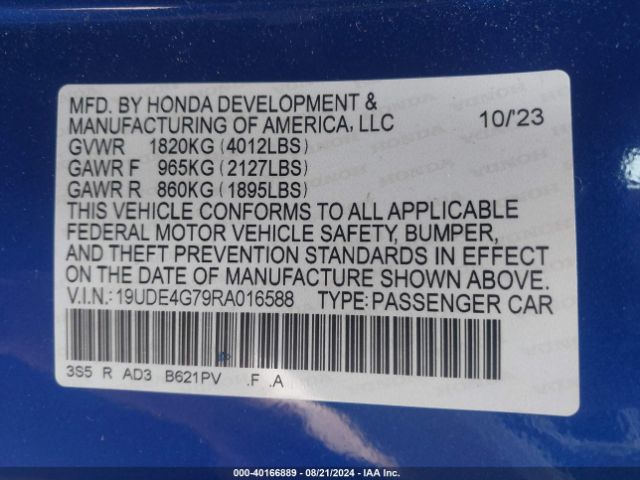 MFD. BY HONDA DEVELOPMENT &
MANUFACTURING OF AMERICA, LLC 10/'23
GVWR 1820KG (4012LBS)
GAWR F 965KG (2127LBS)
GAWR R 860KG (1895LBS)
THIS VEHICLE CONFORMS TO ALL APPLICABLE
FEDERAL MOTOR VEHICLE SAFETY, BUMPER,
AND THEFT PREVENTION STANDARDS IN EFFECT
ON THE DATE OF MANUFACTURE SHOWN ABOVE.
V.I.N.: 19UDE4G79RA016588 TYPE: PASSENGER CAR
3S5 R AD3 B621PV .F .A
000-40166889 - 08/21/2024 - IAA Inc.